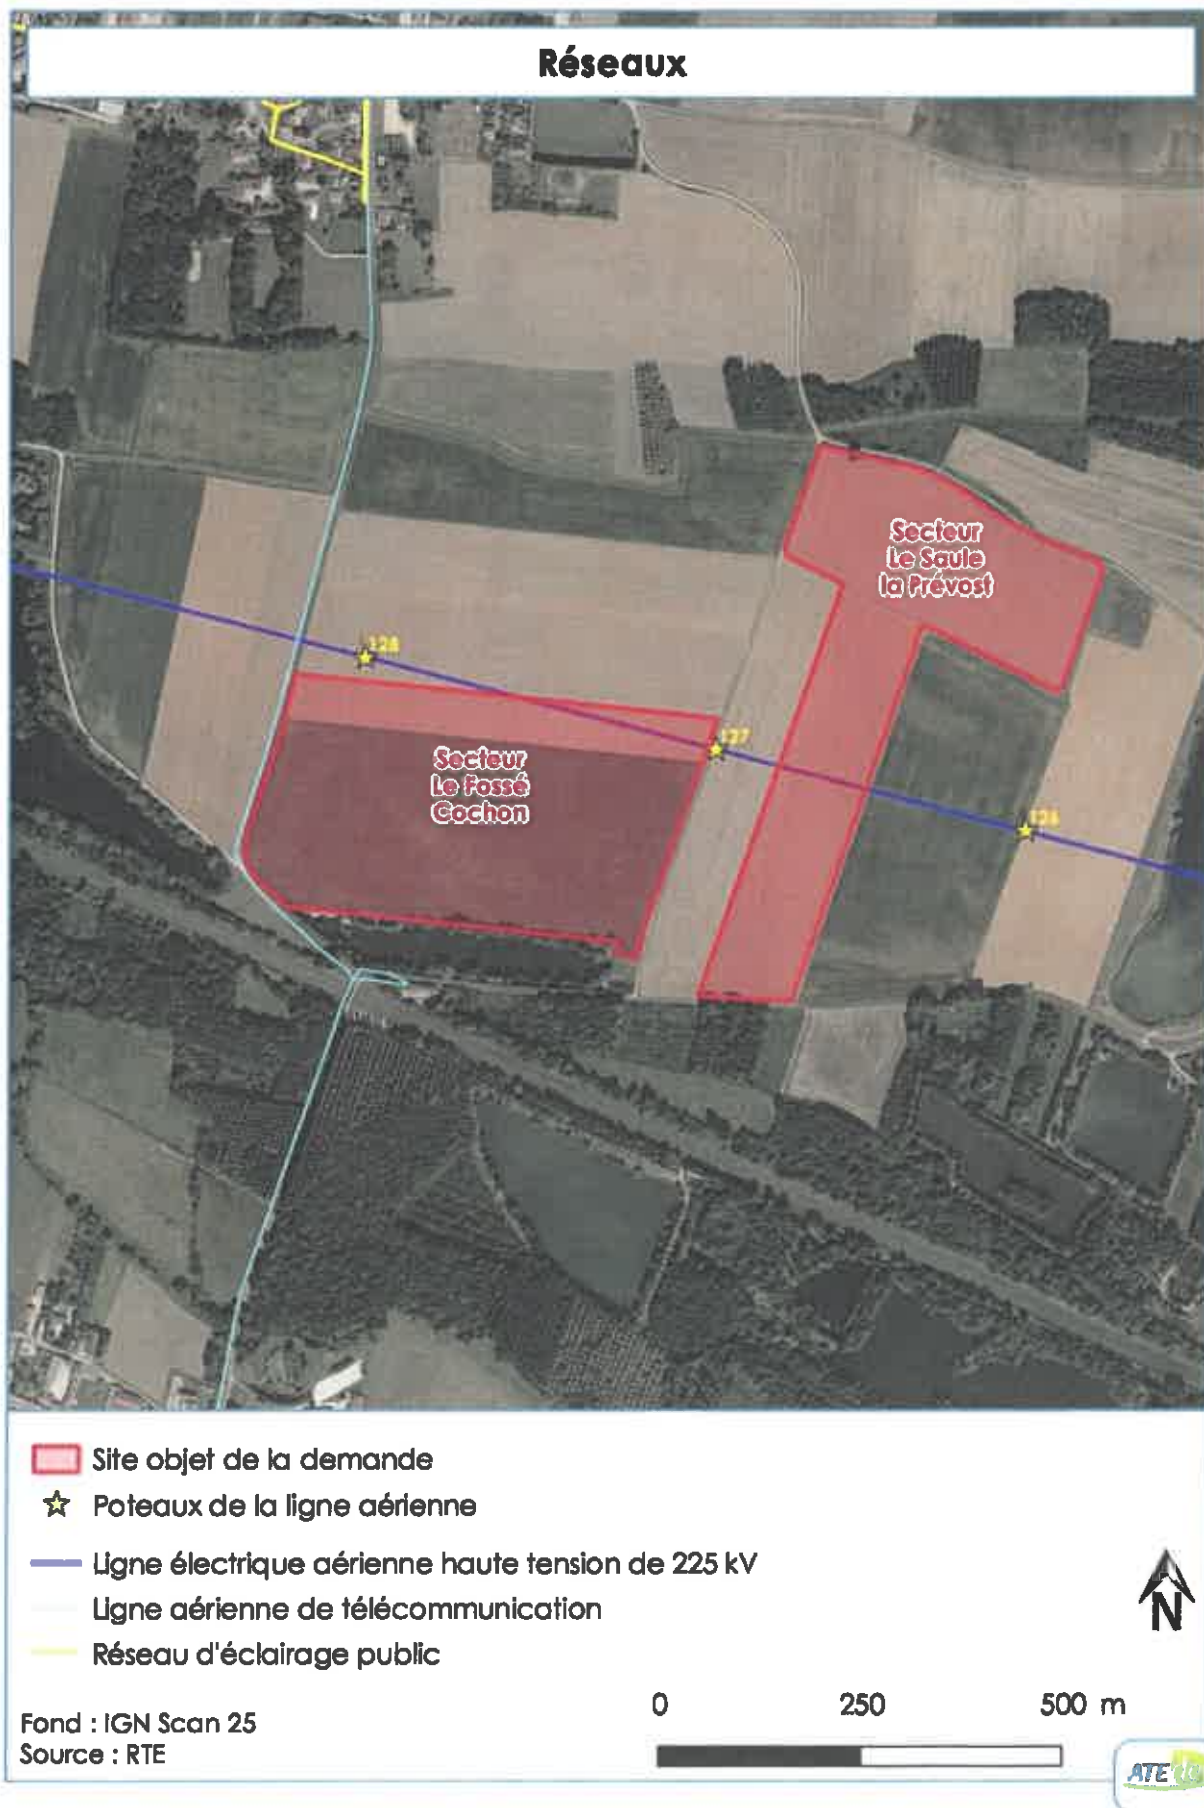 Réseaux
128
127
126
Secteur
Le Saule
la Prévost
Secteur
Le Fossé
Cochon
Site objet de la demande
Poteaux de la ligne aérienne
Ligne électrique aérienne haute tension de 225 kV
Ligne aérienne de télécommunication
Réseau d'éclairage public
N
Fond : IGN Scan 25
Source : RTE
0 250 500 m
ATE